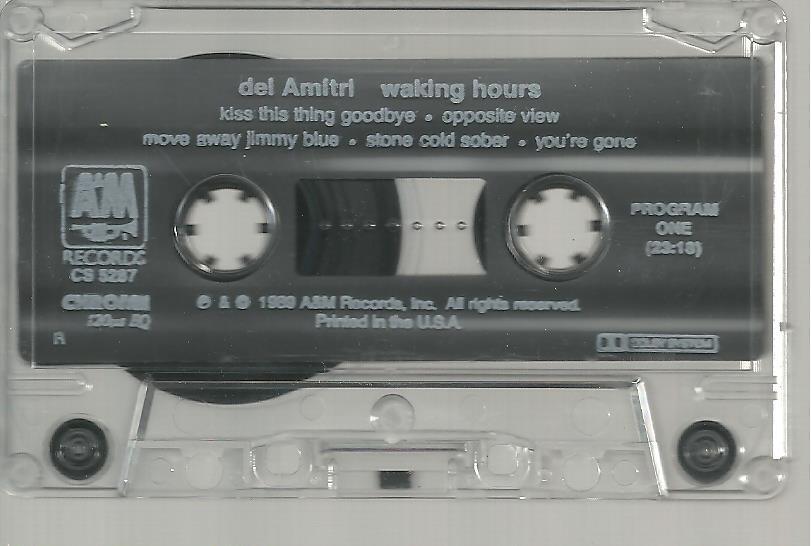 del Amitri waking hours
kiss this thing goodbye • opposite view
move away jimmy blue • stone cold sober • you're gone
A&M
RECORDS
CS 5287
PROGRAM
ONE
CHROME
120µs EQ
℗ & © 1989 A&M Records, Inc. All rights reserved.
Printed in the U.S.A.
R
DOLBY SYSTEM